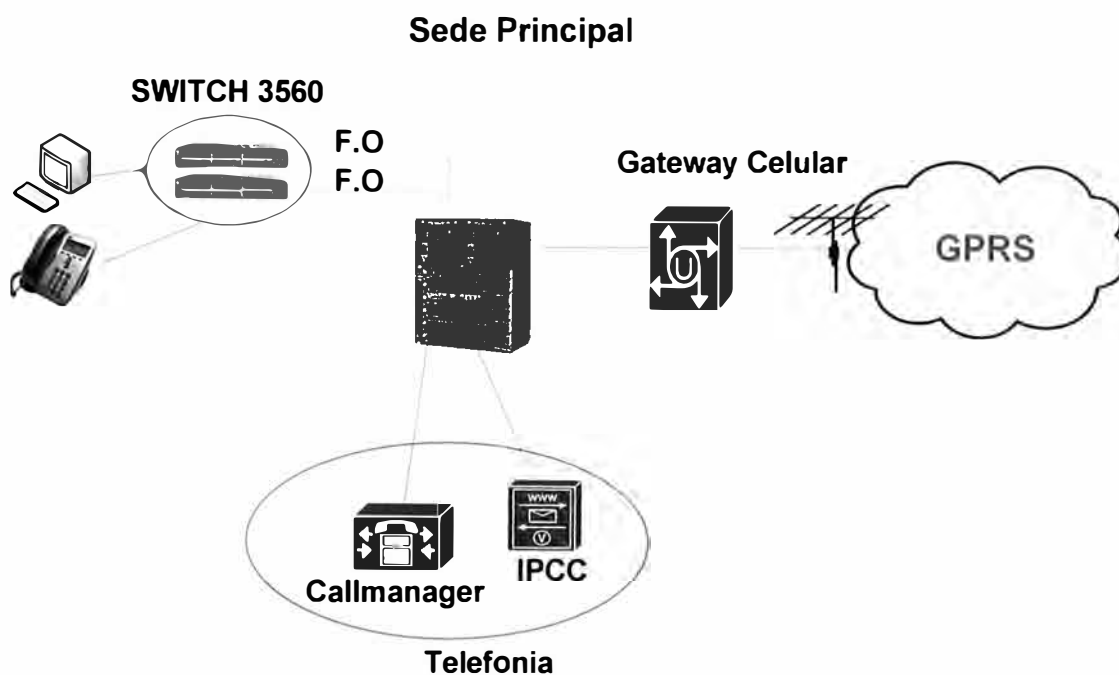 Sede Principal
SWITCH 3560
F.O
F.O
Gateway Celular
GPRS
U
WWW
V
IPCC
Callmanager
Telefonia